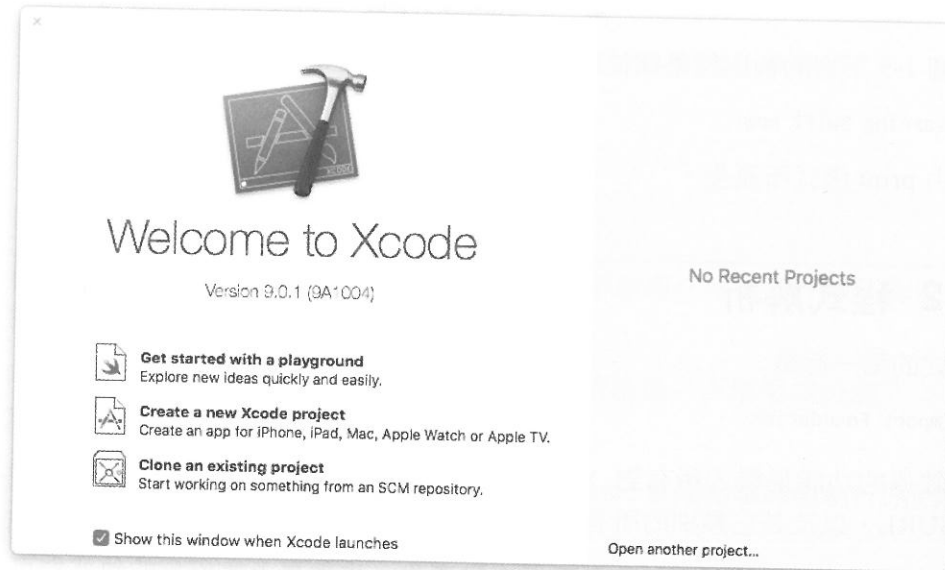 XCODE
Welcome to Xcode
Version 9.0.1 (9A1004)
Get started with a playground
Explore new ideas quickly and easily.
Create a new Xcode project
Create an app for iPhone, iPad, Mac, Apple Watch or Apple TV.
Clone an existing project
Start working on something from an SCM repository.
Show this window when Xcode launches
No Recent Projects
Open another project...